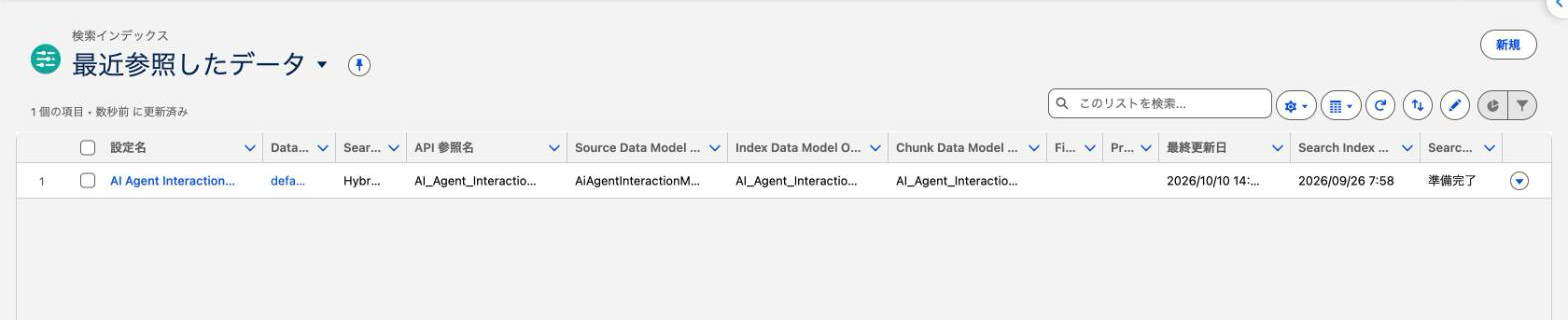 検索インデックス
最近参照したデータ
新規
1 個の項目・数秒前 に更新済み
このリストを検索...
設定名 Data... Sear... API 参照名 Source Data Model ... Index Data Model O... Chunk Data Model ... Fi... Pr... 最終更新日 Search Index ... Searc...
1 AI Agent Interaction... defa... Hybr... AI_Agent_Interactio... AiAgentInteractionM... AI_Agent_Interactio... AI_Agent_Interactio... 2026/10/10 14:... 2026/09/26 7:58 準備完了